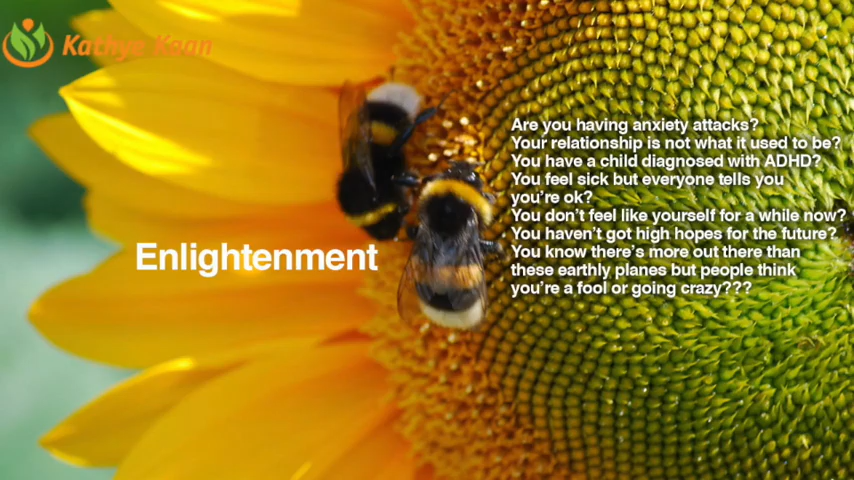 Kathye Kaan
Are you having anxiety attacks?
Your relationship is not what it used to be?
You have a child diagnosed with ADHD?
You feel sick but everyone tells you
you're ok?
You don't feel like yourself for a while now?
You haven't got high hopes for the future?
You know there's more out there than
these earthly planes but people think
you're a fool or going crazy???
Enlightenment